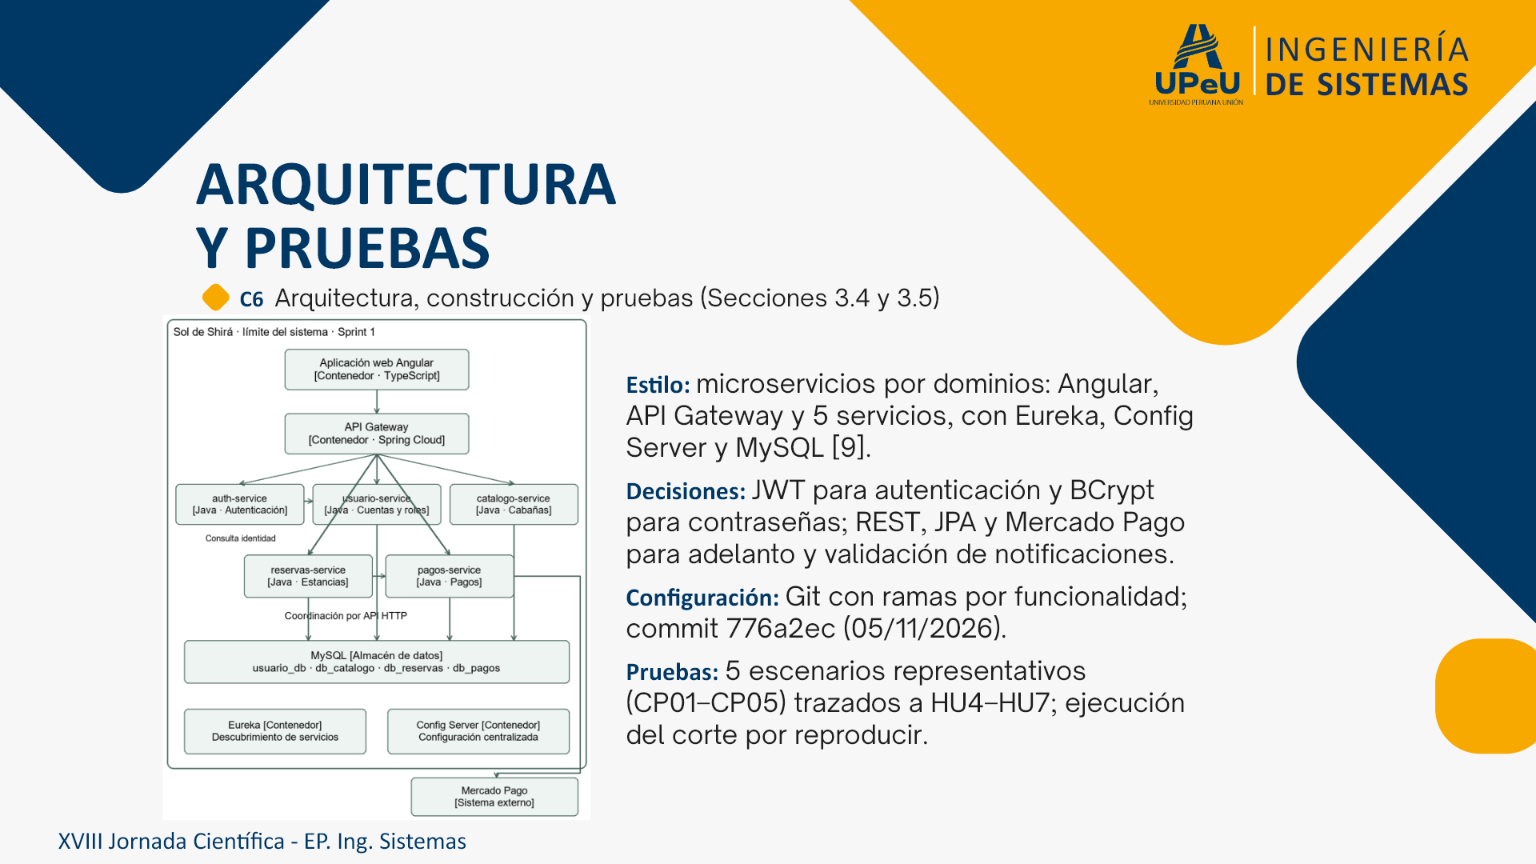 UPeU
UNIVERSIDAD PERUANA UNIÓN
INGENIERÍA
DE SISTEMAS
ARQUITECTURA
Y PRUEBAS
C6 Arquitectura, construcción y pruebas (Secciones 3.4 y 3.5)
Sol de Shirá · límite del sistema · Sprint 1
Aplicación web Angular
[Contenedor · TypeScript]
API Gateway
[Contenedor · Spring Cloud]
auth-service
[Java · Autenticación]
usuario-service
[Java · Cuentas y roles]
catalogo-service
[Java · Cabañas]
Consulta identidad
reservas-service
[Java · Estancias]
pagos-service
[Java · Pagos]
Coordinación por API HTTP
MySQL [Almacén de datos]
usuario_db · db_catalogo · db_reservas · db_pagos
Eureka [Contenedor]
Descubrimiento de servicios
Config Server [Contenedor]
Configuración centralizada
Mercado Pago
[Sistema externo]
Estilo: microservicios por dominios: Angular,
API Gateway y 5 servicios, con Eureka, Config
Server y MySQL [9].
Decisiones: JWT para autenticación y BCrypt
para contraseñas; REST, JPA y Mercado Pago
para adelanto y validación de notificaciones.
Configuración: Git con ramas por funcionalidad;
commit 776a2ec (05/11/2026).
Pruebas: 5 escenarios representativos
(CP01–CP05) trazados a HU4–HU7; ejecución
del corte por reproducir.
XVIII Jornada Científica - EP. Ing. Sistemas